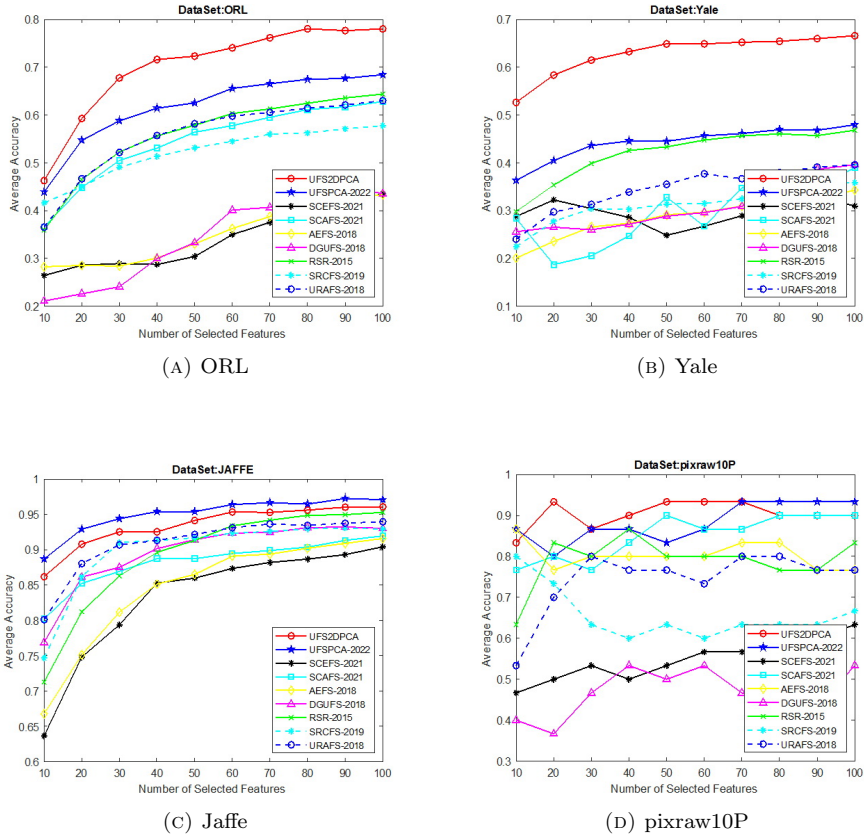 DataSet:ORL
0.8
0.7
0.6
0.5
0.4
0.3
0.2
Average Accuracy
10 20 30 40 50 60 70 80 90 100
Number of Selected Features
UFS2DPCA
UFSPCA-2022
SCEFS-2021
SCAFS-2021
AEFS-2018
DGUFS-2018
RSR-2015
SRCFS-2019
URAFS-2018
(A) ORL
DataSet:Yale
0.7
0.6
0.5
0.4
0.3
0.2
0.1
Average Accuracy
10 20 30 40 50 60 70 80 90 100
Number of Selected Features
UFS2DPCA
UFSPCA-2022
SCEFS-2021
SCAFS-2021
AEFS-2018
DGUFS-2018
RSR-2015
SRCFS-2019
URAFS-2018
(B) Yale
DataSet:JAFFE
1
0.95
0.9
0.85
0.8
0.75
0.7
0.65
0.6
Average Accuracy
10 20 30 40 50 60 70 80 90 100
Number of Selected Features
UFS2DPCA
UFSPCA-2022
SCEFS-2021
SCAFS-2021
AEFS-2018
DGUFS-2018
RSR-2015
SRCFS-2019
URAFS-2018
(C) Jaffe
DataSet:pixraw10P
1
0.9
0.8
0.7
0.6
0.5
0.4
0.3
Average Accuracy
10 20 30 40 50 60 70 80 90 100
Number of Selected Features
UFS2DPCA
UFSPCA-2022
SCEFS-2021
SCAFS-2021
AEFS-2018
DGUFS-2018
RSR-2015
SRCFS-2019
URAFS-2018
(D) pixraw10P